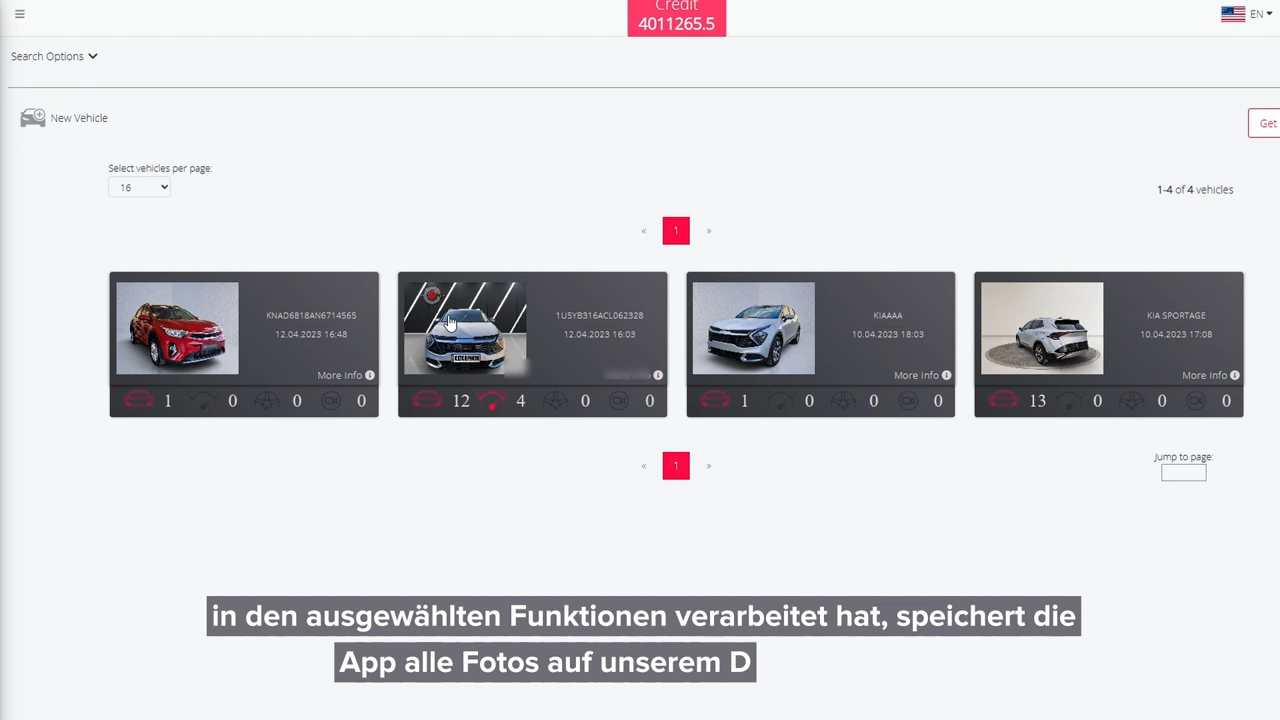 Credit
4011265.5
EN
Search Options
New Vehicle
Get
Select vehicles per page:
16
1-4 of 4 vehicles
« 1 »
KNAD6818AN6714565
12.04.2023 16:48
More Info
1 0 0 0
1U5YB316ACL062328
12.04.2023 16:03
12 4 0 0
KIAAAA
10.04.2023 18:03
More Info
1 0 0 0
KIA SPORTAGE
10.04.2023 17:08
More Info
13 0 0 0
« 1 »
Jump to page:
in den ausgewählten Funktionen verarbeitet hat, speichert die
App alle Fotos auf unserem D